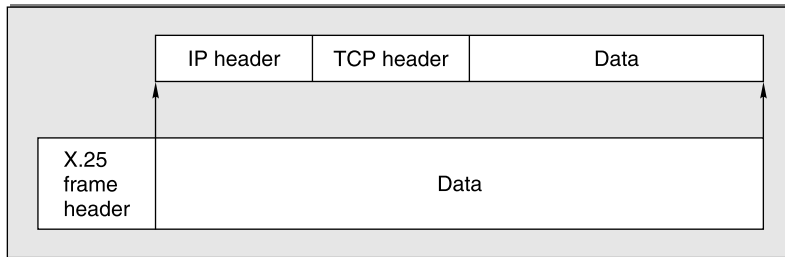 IP header TCP header Data
X.25
frame
header
Data